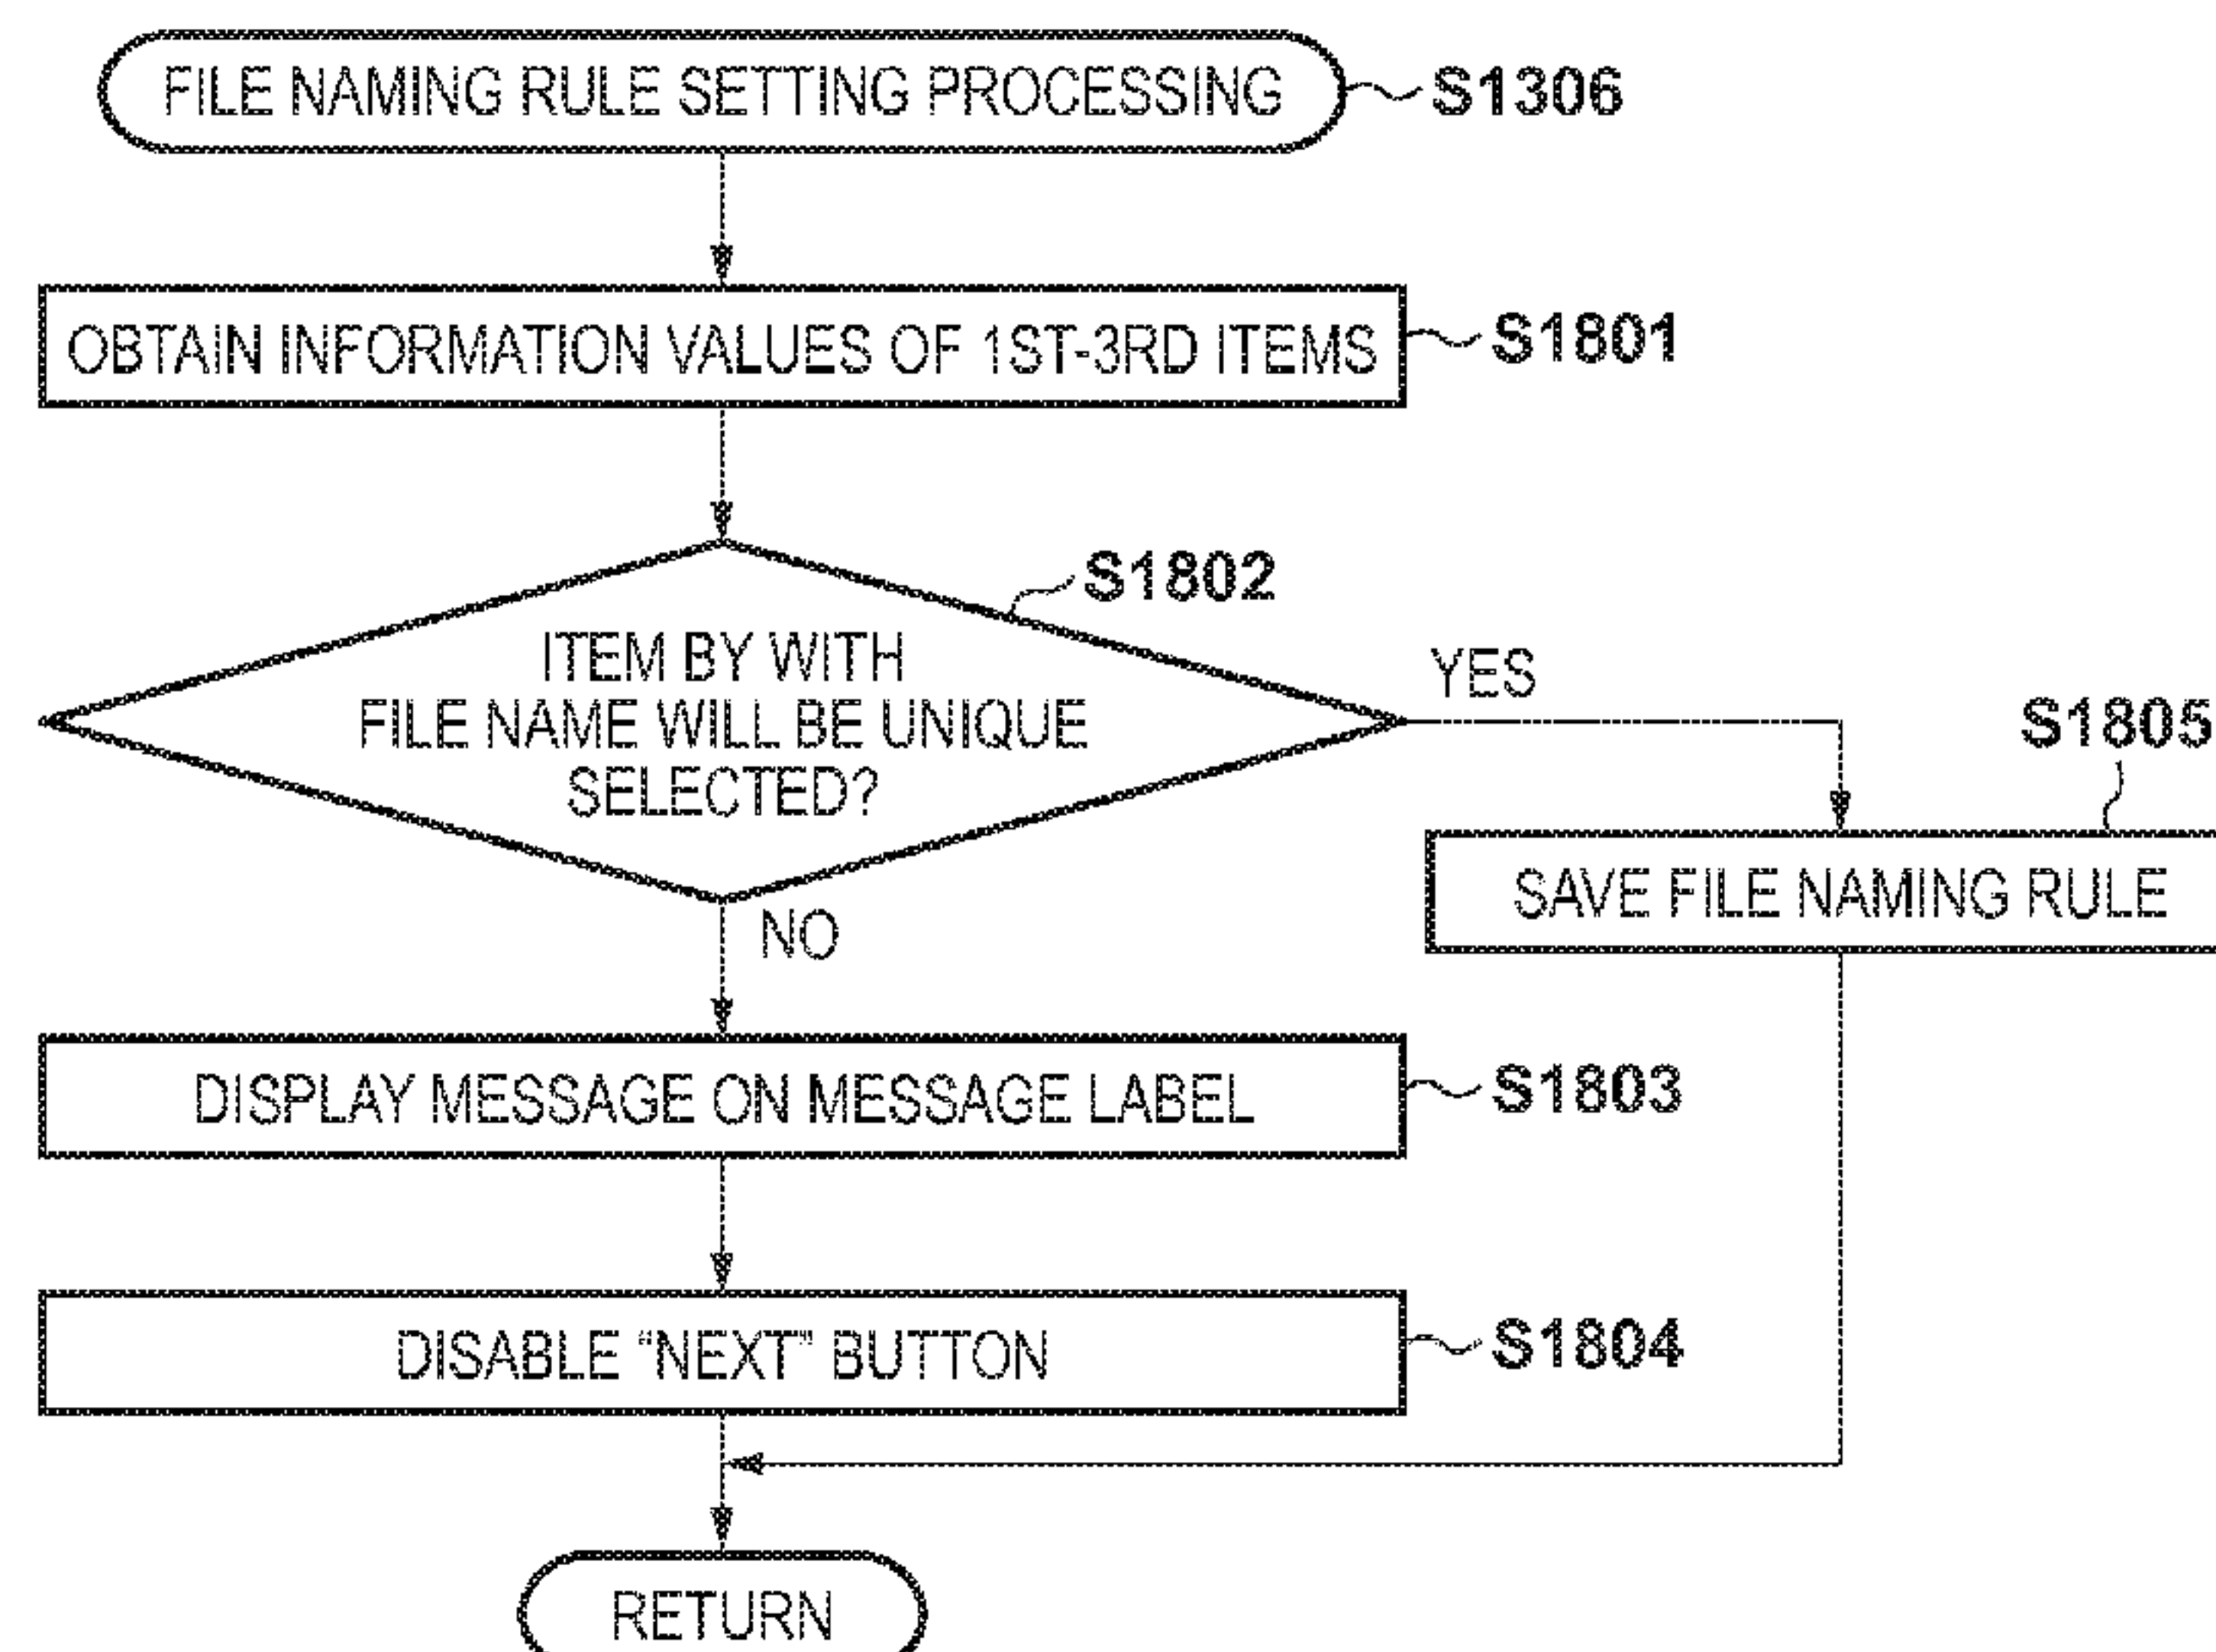 FILE NAMING RULE SETTING PROCESSING
S1306
OBTAIN INFORMATION VALUES OF 1ST-3RD ITEMS
S1801
S1802
ITEM BY WITH
FILE NAME WILL BE UNIQUE
SELECTED?
YES
S1805
SAVE FILE NAMING RULE
NO
DISPLAY MESSAGE ON MESSAGE LABEL
S1803
DISABLE “NEXT” BUTTON
S1804
RETURN